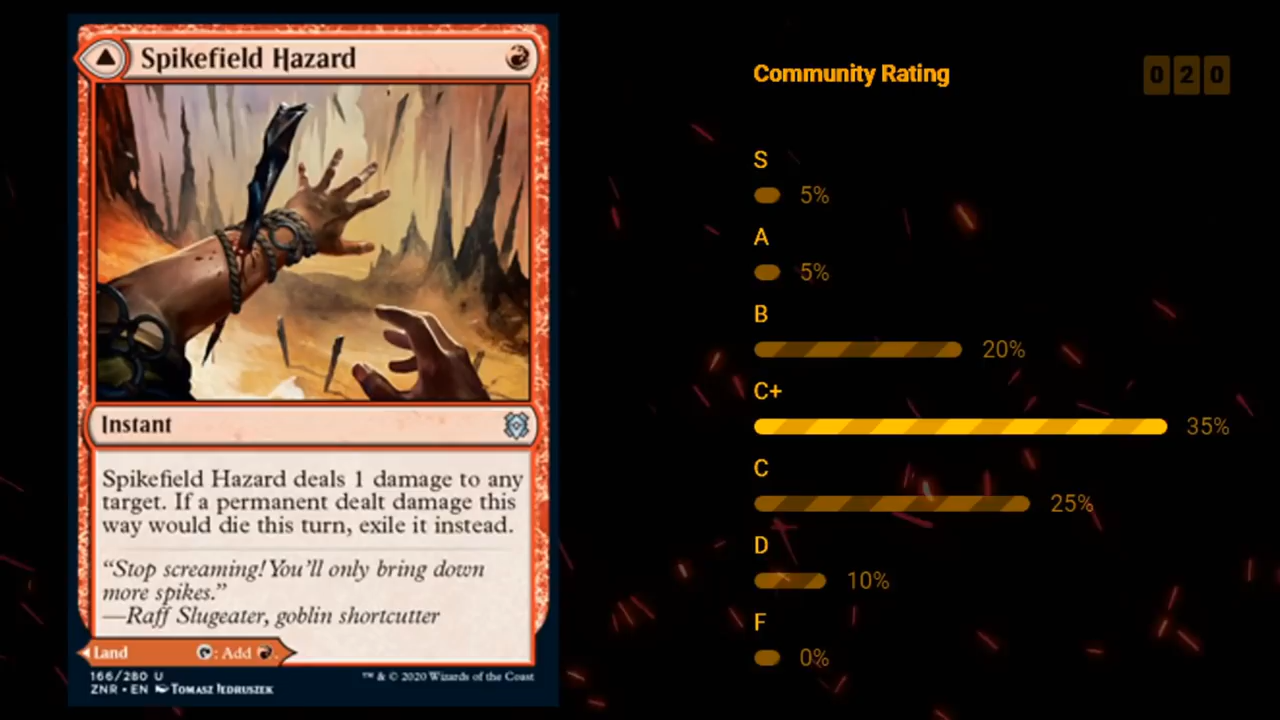 Spikefield Hazard
Instant
Spikefield Hazard deals 1 damage to any
target. If a permanent dealt damage this
way would die this turn, exile it instead.
"Stop screaming! You'll only bring down
more spikes."
—Raff Slugeater, goblin shortcutter
Land : Add .
166/280 U
ZNR • EN Tomasz Jedruszek
™ & © 2020 Wizards of the Coast
Community Rating
020
S
5%
A
5%
B
20%
C+
35%
C
25%
D
10%
F
0%